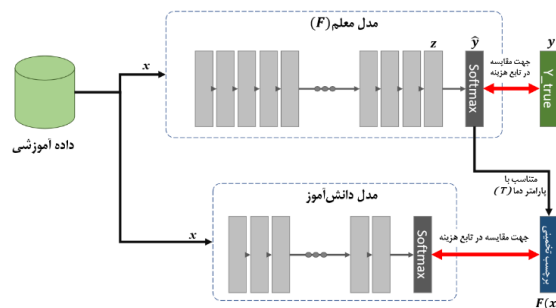 مدل معلم (F)
x
z
ŷ
y
Softmax
جهت مقایسه
در تابع هزینه
Y_true
داده آموزشی
متناسب با
پارامتر دما (T)
مدل دانش‌آموز
x
Softmax
جهت مقایسه در تابع هزینه
برچسب تخمینی
F(x